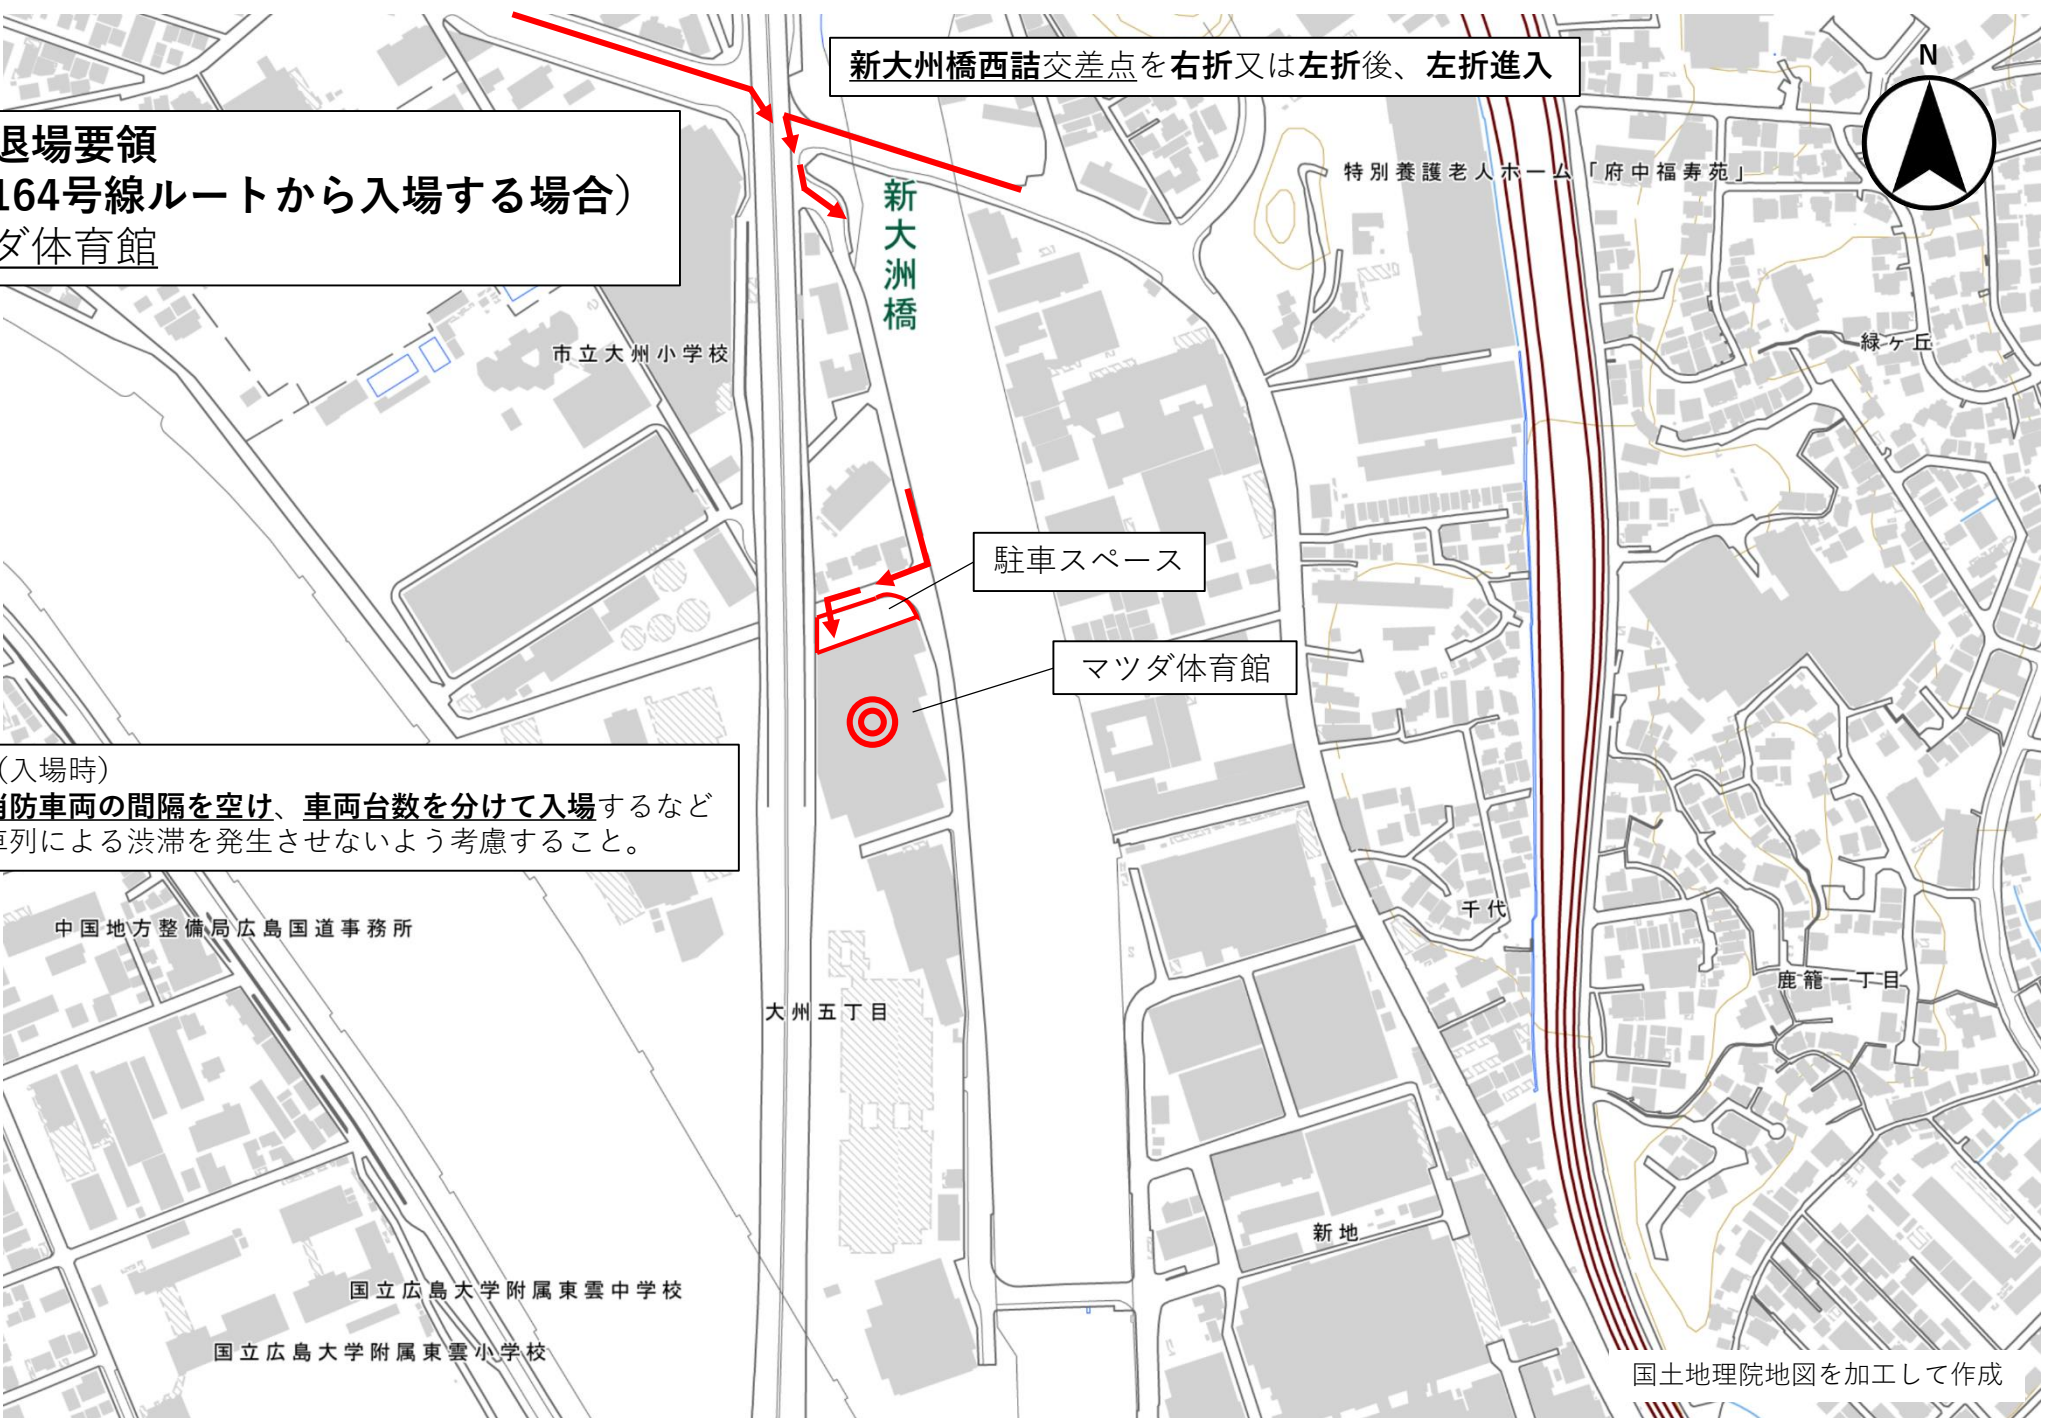 新大州橋西詰交差点を右折又は左折後、左折進入
N
退場要領
164号線ルートから入場する場合）
ダ体育館
特別養護老人ホーム「府中福寿苑」
新大洲橋
緑ヶ丘
市立大州小学校
駐車スペース
マツダ体育館
（入場時）
消防車両の間隔を空け、車両台数を分けて入場するなど
車列による渋滞を発生させないよう考慮すること。
千代
中国地方整備局広島国道事務所
鹿籠一丁目
大州五丁目
新地
国立広島大学附属東雲中学校
国立広島大学附属東雲小学校
国土地理院地図を加工して作成